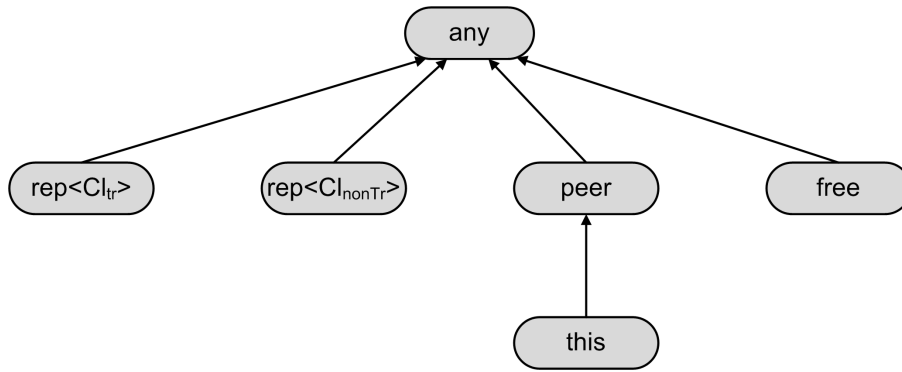 any
rep<Cl_tr>
rep<Cl_nonTr>
peer
free
this